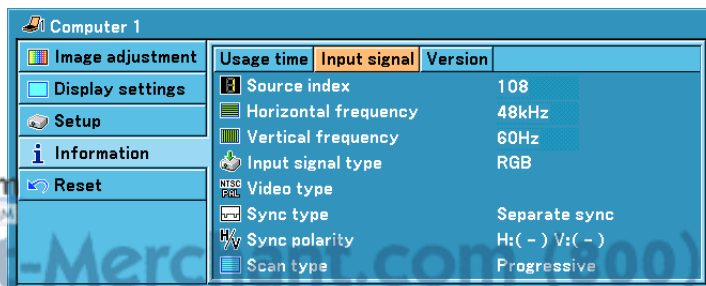 Computer 1
Image adjustment
Display settings
Setup
Information
Reset
Usage time Input signal Version
Source index 108
Horizontal frequency 48kHz
Vertical frequency 60Hz
Input signal type RGB
NTSC PAL Video type
Sync type Separate sync
H/V Sync polarity H:( - ) V:( - )
Scan type Progressive
-Merchant.com (800)